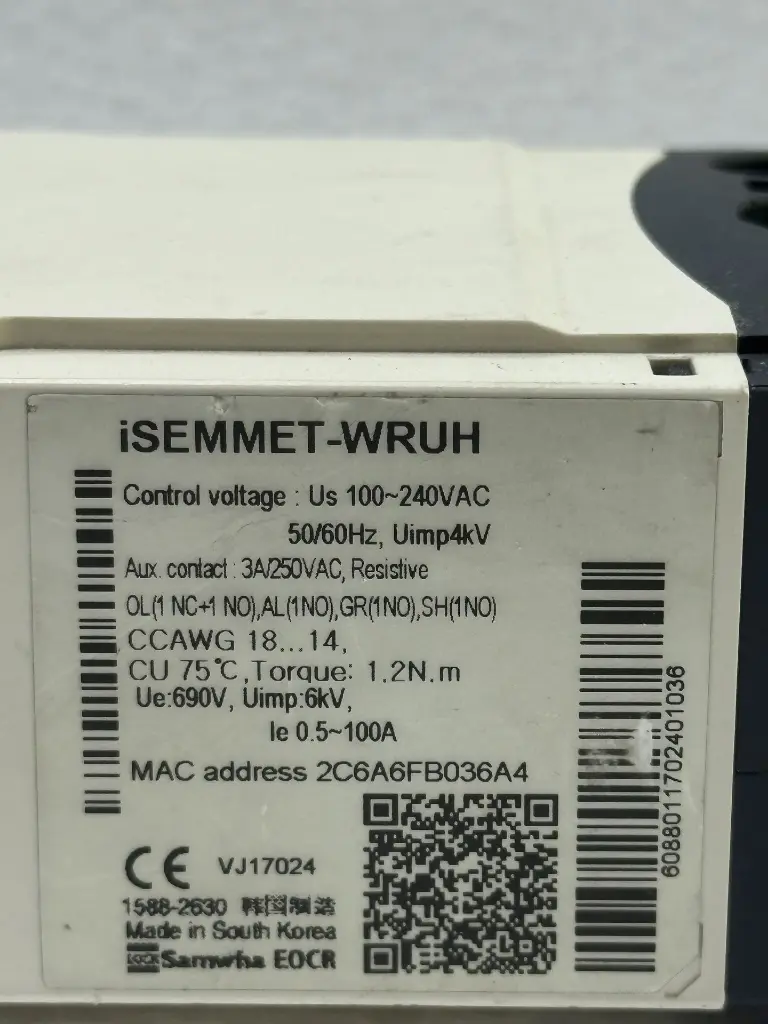 iSEMMET-WRUH
Control voltage : Us 100~240VAC
50/60Hz, Uimp4kV
Aux. contact : 3A/250VAC, Resistive
OL(1 NC+1 NO),AL(1NO),GR(1NO),SH(1NO)
CCAWG 18...14,
CU 75℃,Torque: 1.2N.m
Ue:690V, Uimp:6kV,
Ie 0.5~100A
MAC address 2C6A6FB036A4
CE VJ17024
1588-2630 韩国制造
Made in South Korea
Samwha EOCR
6088011702401036